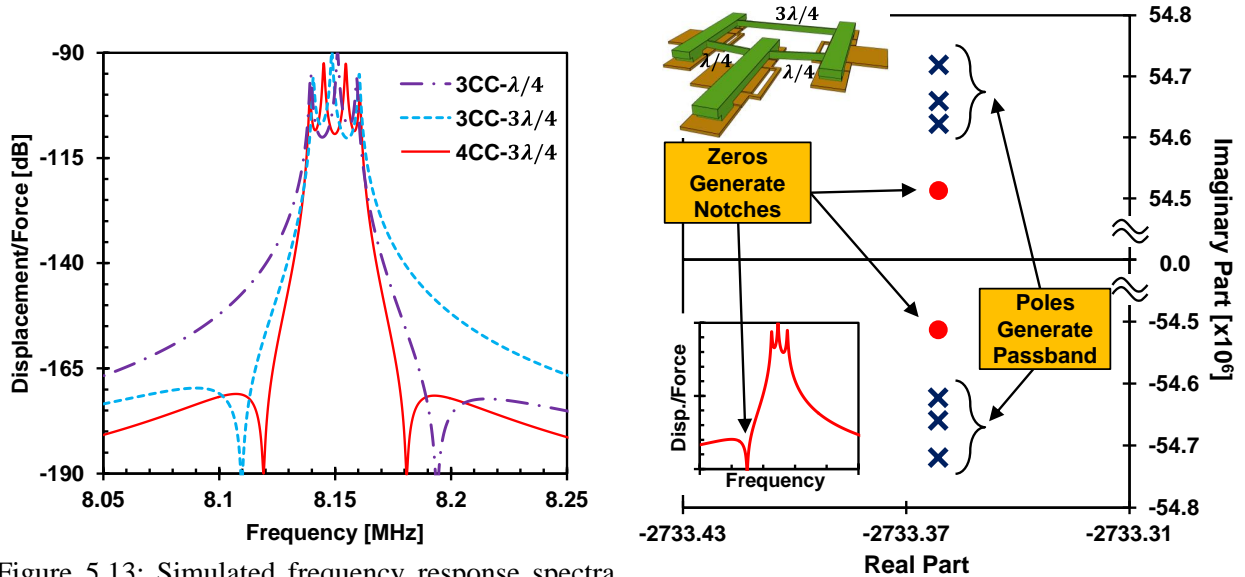 -90
-115
-140
-165
-190
Displacement/Force [dB]
8.05
8.1
8.15
8.2
8.25
Frequency [MHz]
3CC-λ/4
3CC-3λ/4
4CC-3λ/4
Figure 5.13: Simulated frequency response spectra
3λ/4
λ/4
λ/4
Zeros
Generate
Notches
Poles
Generate
Passband
Disp./Force
Frequency
54.8
54.7
54.6
54.5
0.0
-54.5
-54.6
-54.7
-54.8
Imaginary Part [x10⁶]
-2733.43
-2733.37
-2733.31
Real Part